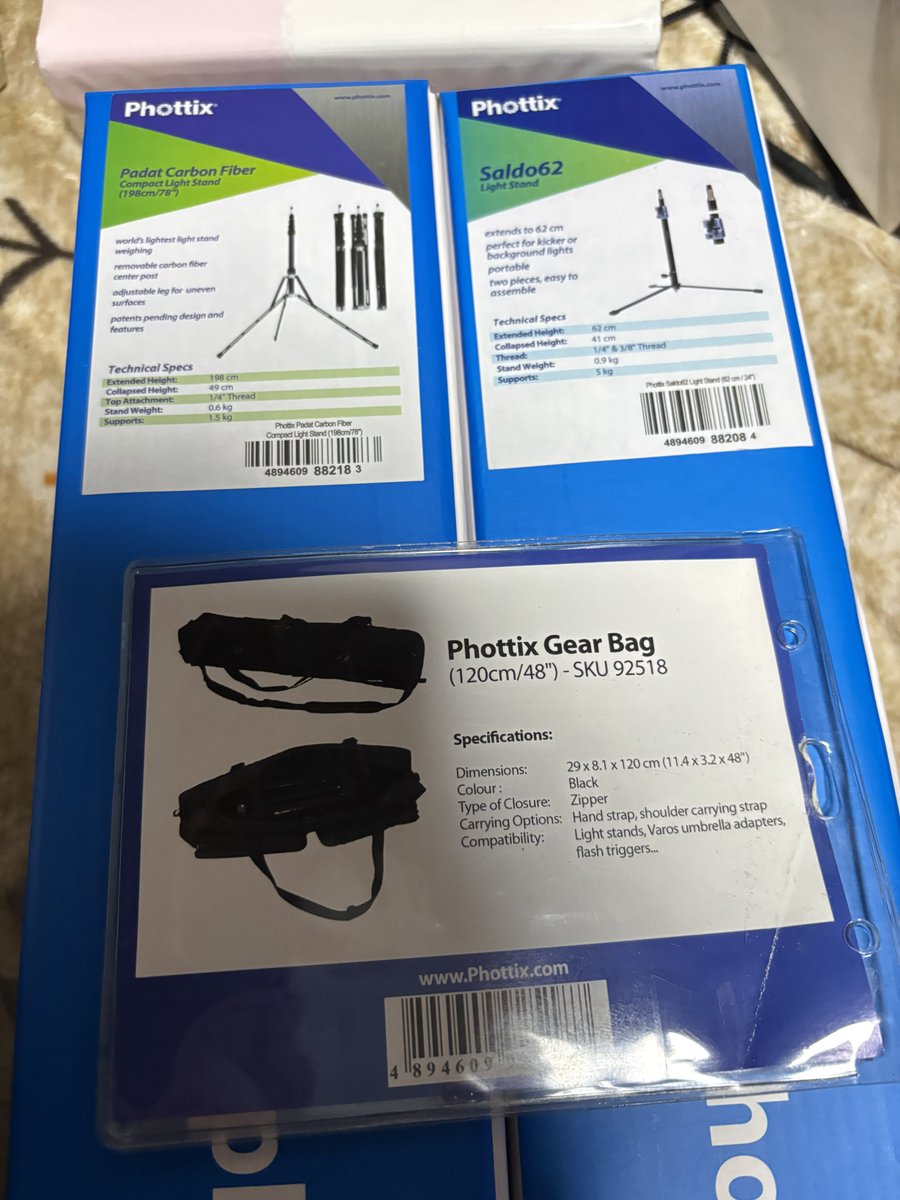 Phottix®
www.phottix.com
Padat Carbon Fiber
Compact Light Stand
(198cm/78")
world's lightest light stand
weighing
removable carbon fiber
center post
adjustable leg for uneven
surfaces
patents pending design and
features
Technical Specs
Extended Height: 198 cm
Collapsed Height: 49 cm
Top Attachment: 1/4" Thread
Stand Weight: 0.6 kg
Supports: 1.5 kg
Phottix Padat Carbon Fiber
Compact Light Stand (198cm/78")
4894609 88218 3
Phottix®
www.phottix.com
Saldo62
Light Stand
extends to 62 cm
perfect for kicker or
background lights
portable
two pieces, easy to
assemble
Technical Specs
Extended Height: 62 cm
Collapsed Height: 41 cm
Thread: 1/4" & 3/8" Thread
Stand Weight: 0.9 kg
Supports: 5 kg
Phottix Saldo62 Light Stand (62 cm / 24")
4894609 88208 4
Phottix Gear Bag
(120cm/48") - SKU 92518
Specifications:
Dimensions: 29 x 8.1 x 120 cm (11.4 x 3.2 x 48")
Colour : Black
Type of Closure: Zipper
Carrying Options: Hand strap, shoulder carrying strap
Compatibility: Light stands, Varos umbrella adapters,
flash triggers...
www.Phottix.com
4 894609
ho